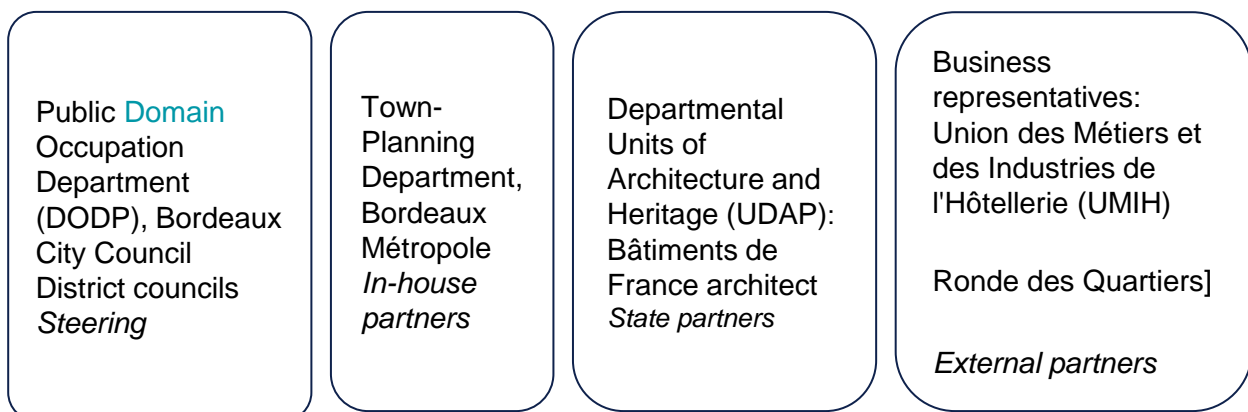 Public Domain
Occupation
Department
(DODP), Bordeaux
City Council
District councils
Steering
Town-
Planning
Department,
Bordeaux
Métropole
In-house
partners
Departmental
Units of
Architecture and
Heritage (UDAP):
Bâtiments de
France architect
State partners
Business
representatives:
Union des Métiers et
des Industries de
l'Hôtellerie (UMIH)
Ronde des Quartiers]
External partners